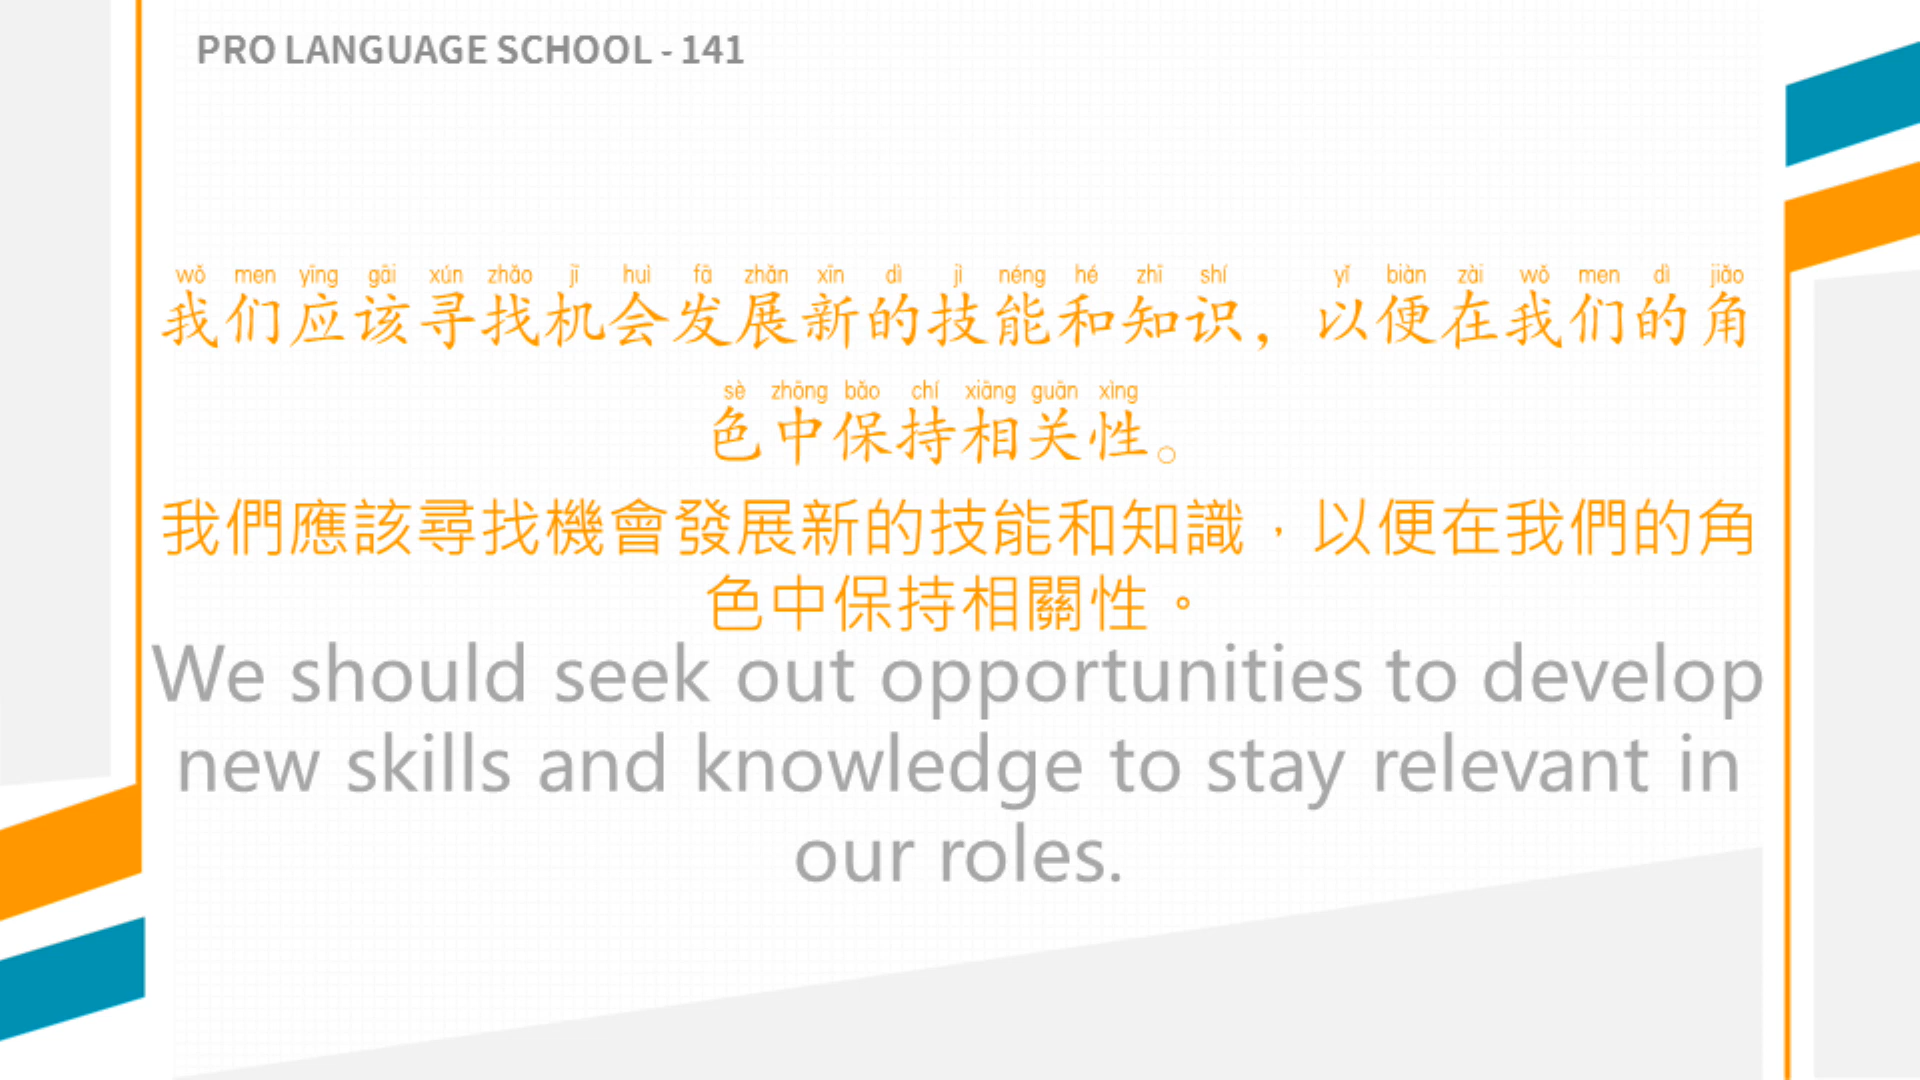 PRO LANGUAGE SCHOOL - 141
wǒ men yīng gāi xún zhǎo jī huì fā zhǎn xīn dì jì néng hé zhī shí yǐ biàn zài wǒ men dì jiǎo
我们应该寻找机会发展新的技能和知识，以便在我们的角
sè zhōng bǎo chí xiāng guān xìng
色中保持相关性。
我們應該尋找機會發展新的技能和知識，以便在我們的角
色中保持相關性。
We should seek out opportunities to develop
new skills and knowledge to stay relevant in
our roles.